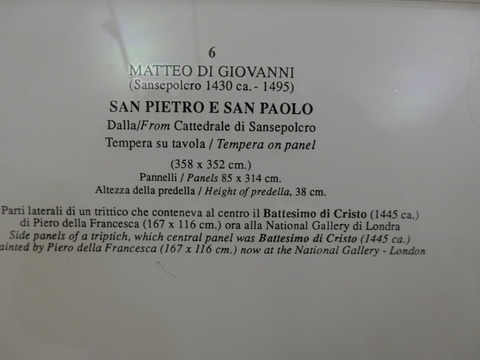 6
MATTEO DI GIOVANNI
(Sansepolcro 1430 ca. - 1495)
SAN PIETRO E SAN PAOLO
Dalla/From Cattedrale di Sansepolcro
Tempera su tavola / Tempera on panel
(358 x 352 cm.)
Pannelli / Panels 85 x 314 cm.
Altezza della predella / Height of predella, 38 cm.
Parti laterali di un trittico che conteneva al centro il Battesimo di Cristo (1445 ca.)
di Piero della Francesca (167 x 116 cm.) ora alla National Gallery di Londra
Side panels of a triptich, which central panel was Battesimo di Cristo (1445 ca.)
ainted by Piero della Francesca (167 x 116 cm.) now at the National Gallery - London